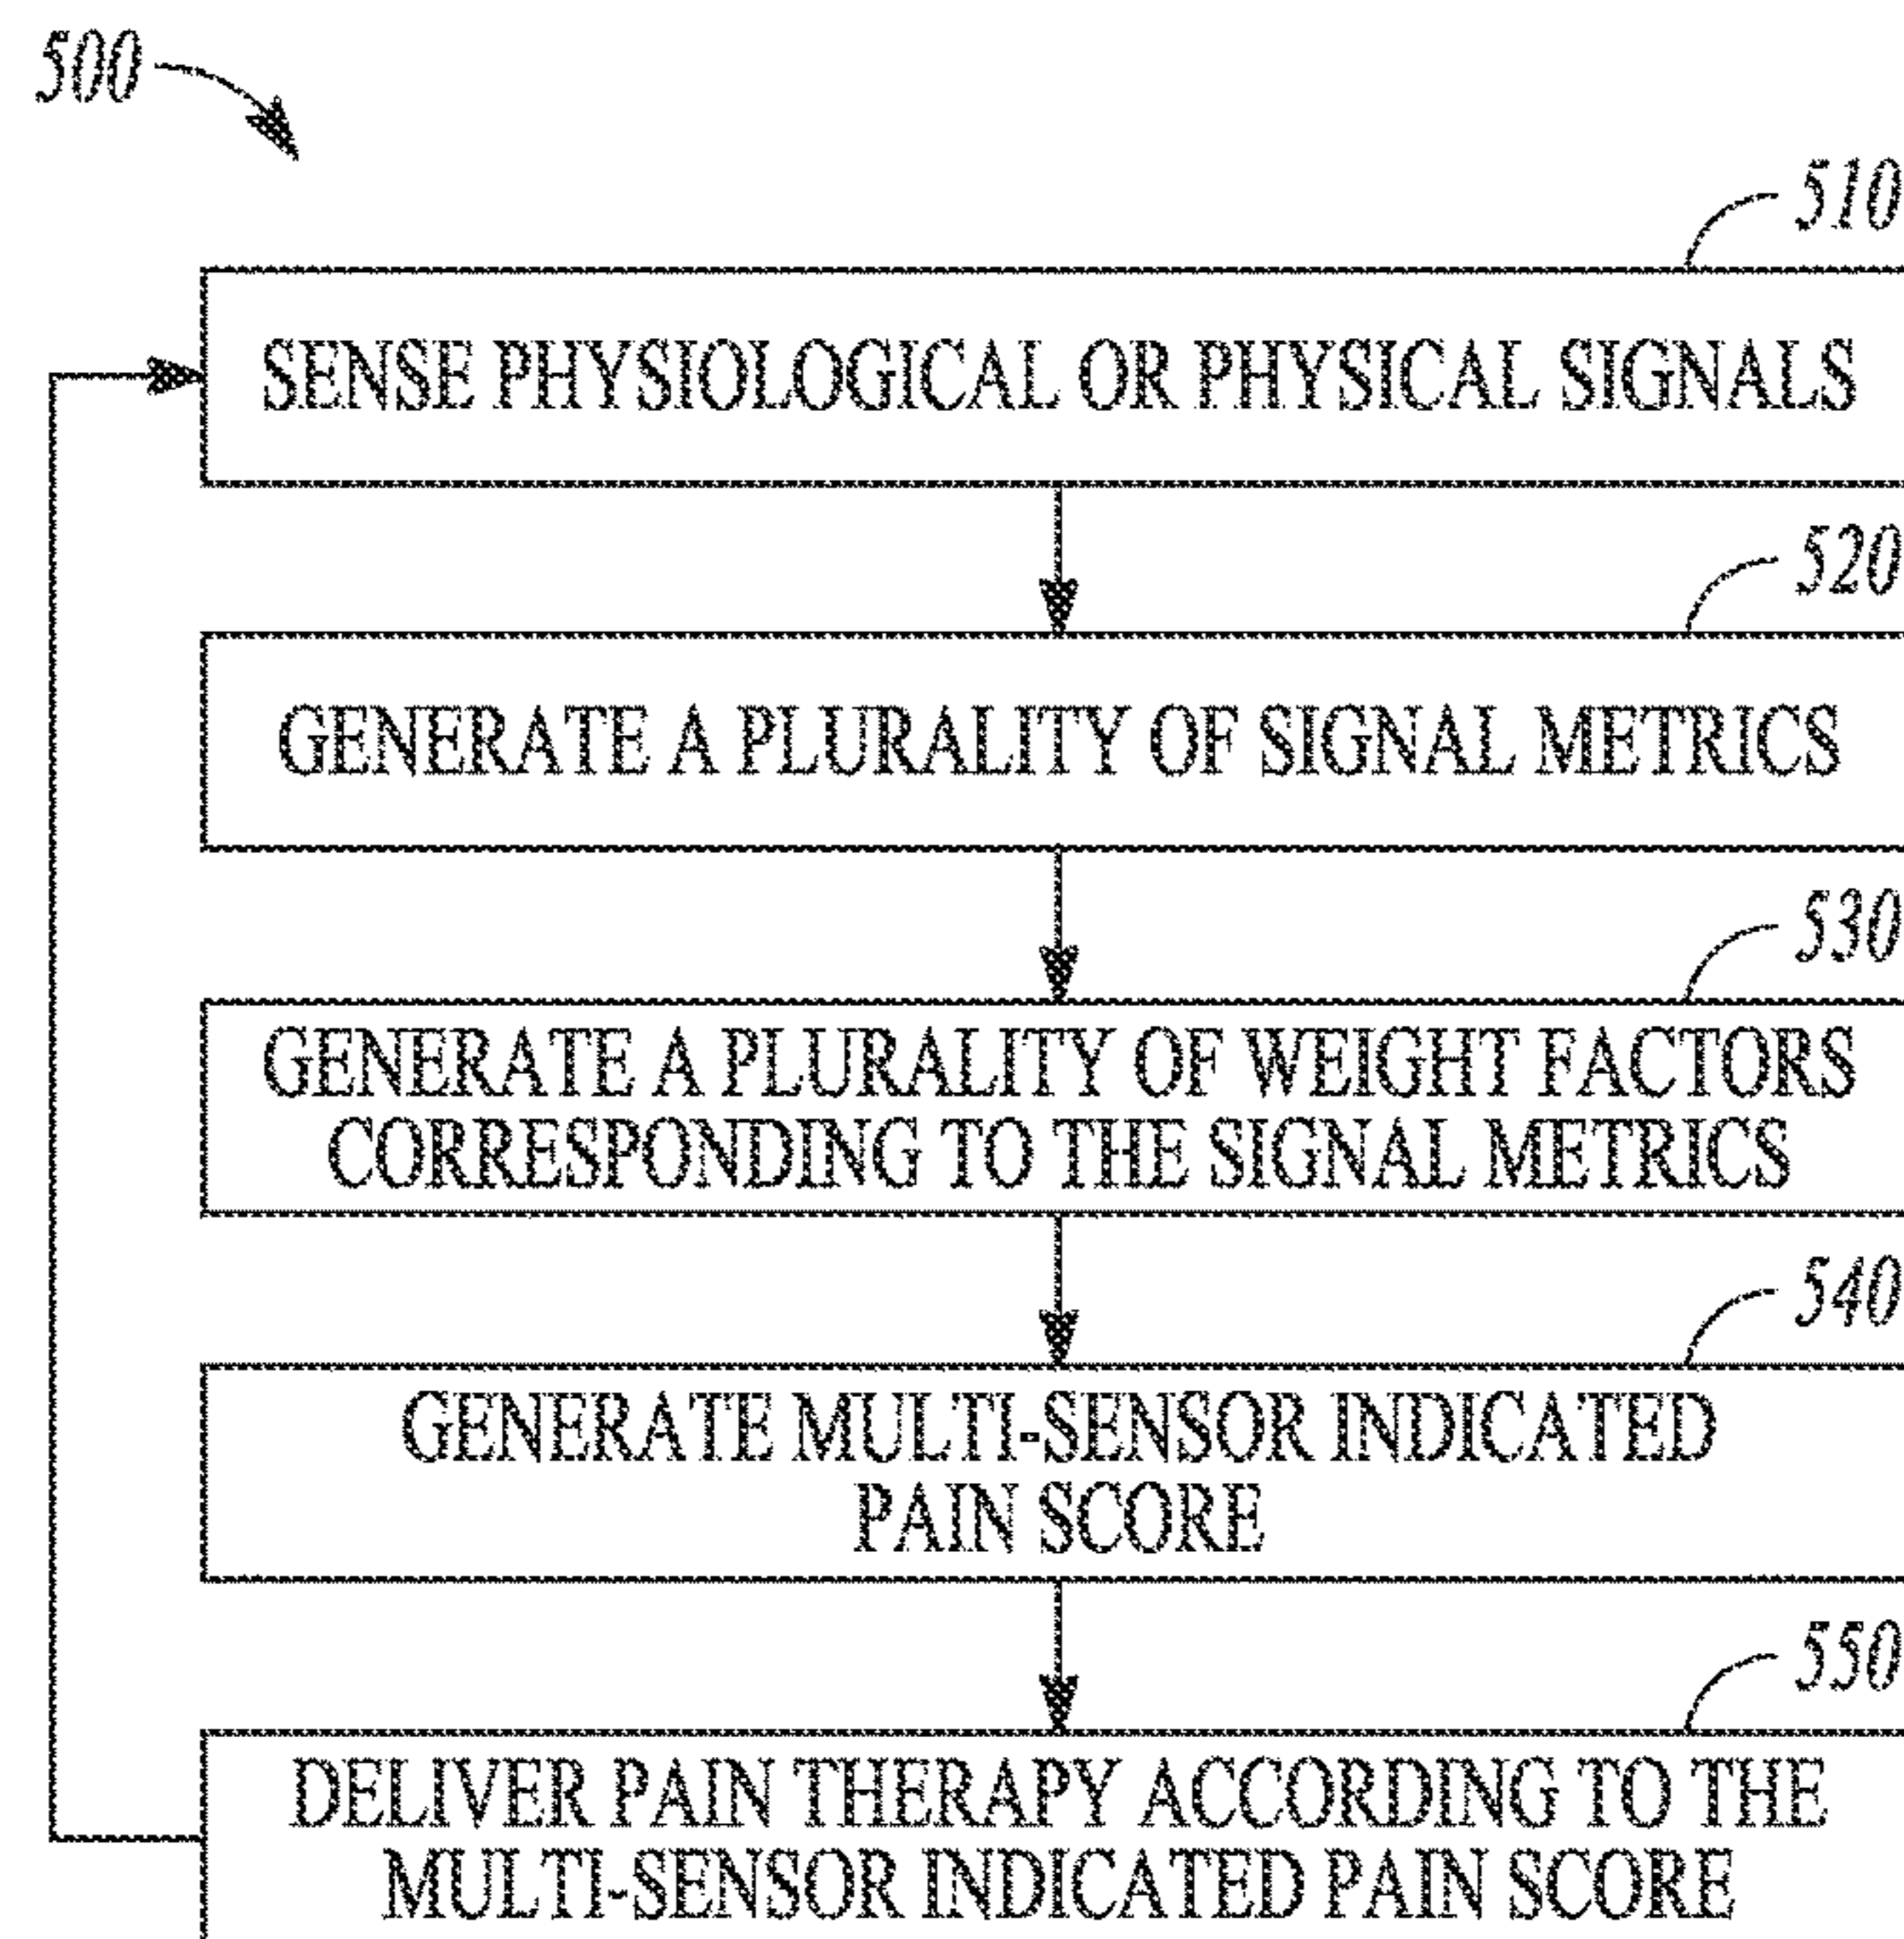 500
510
SENSE PHYSIOLOGICAL OR PHYSICAL SIGNALS
520
GENERATE A PLURALITY OF SIGNAL METRICS
530
GENERATE A PLURALITY OF WEIGHT FACTORS
CORRESPONDING TO THE SIGNAL METRICS
540
GENERATE MULTI-SENSOR INDICATED
PAIN SCORE
550
DELIVER PAIN THERAPY ACCORDING TO THE
MULTI-SENSOR INDICATED PAIN SCORE